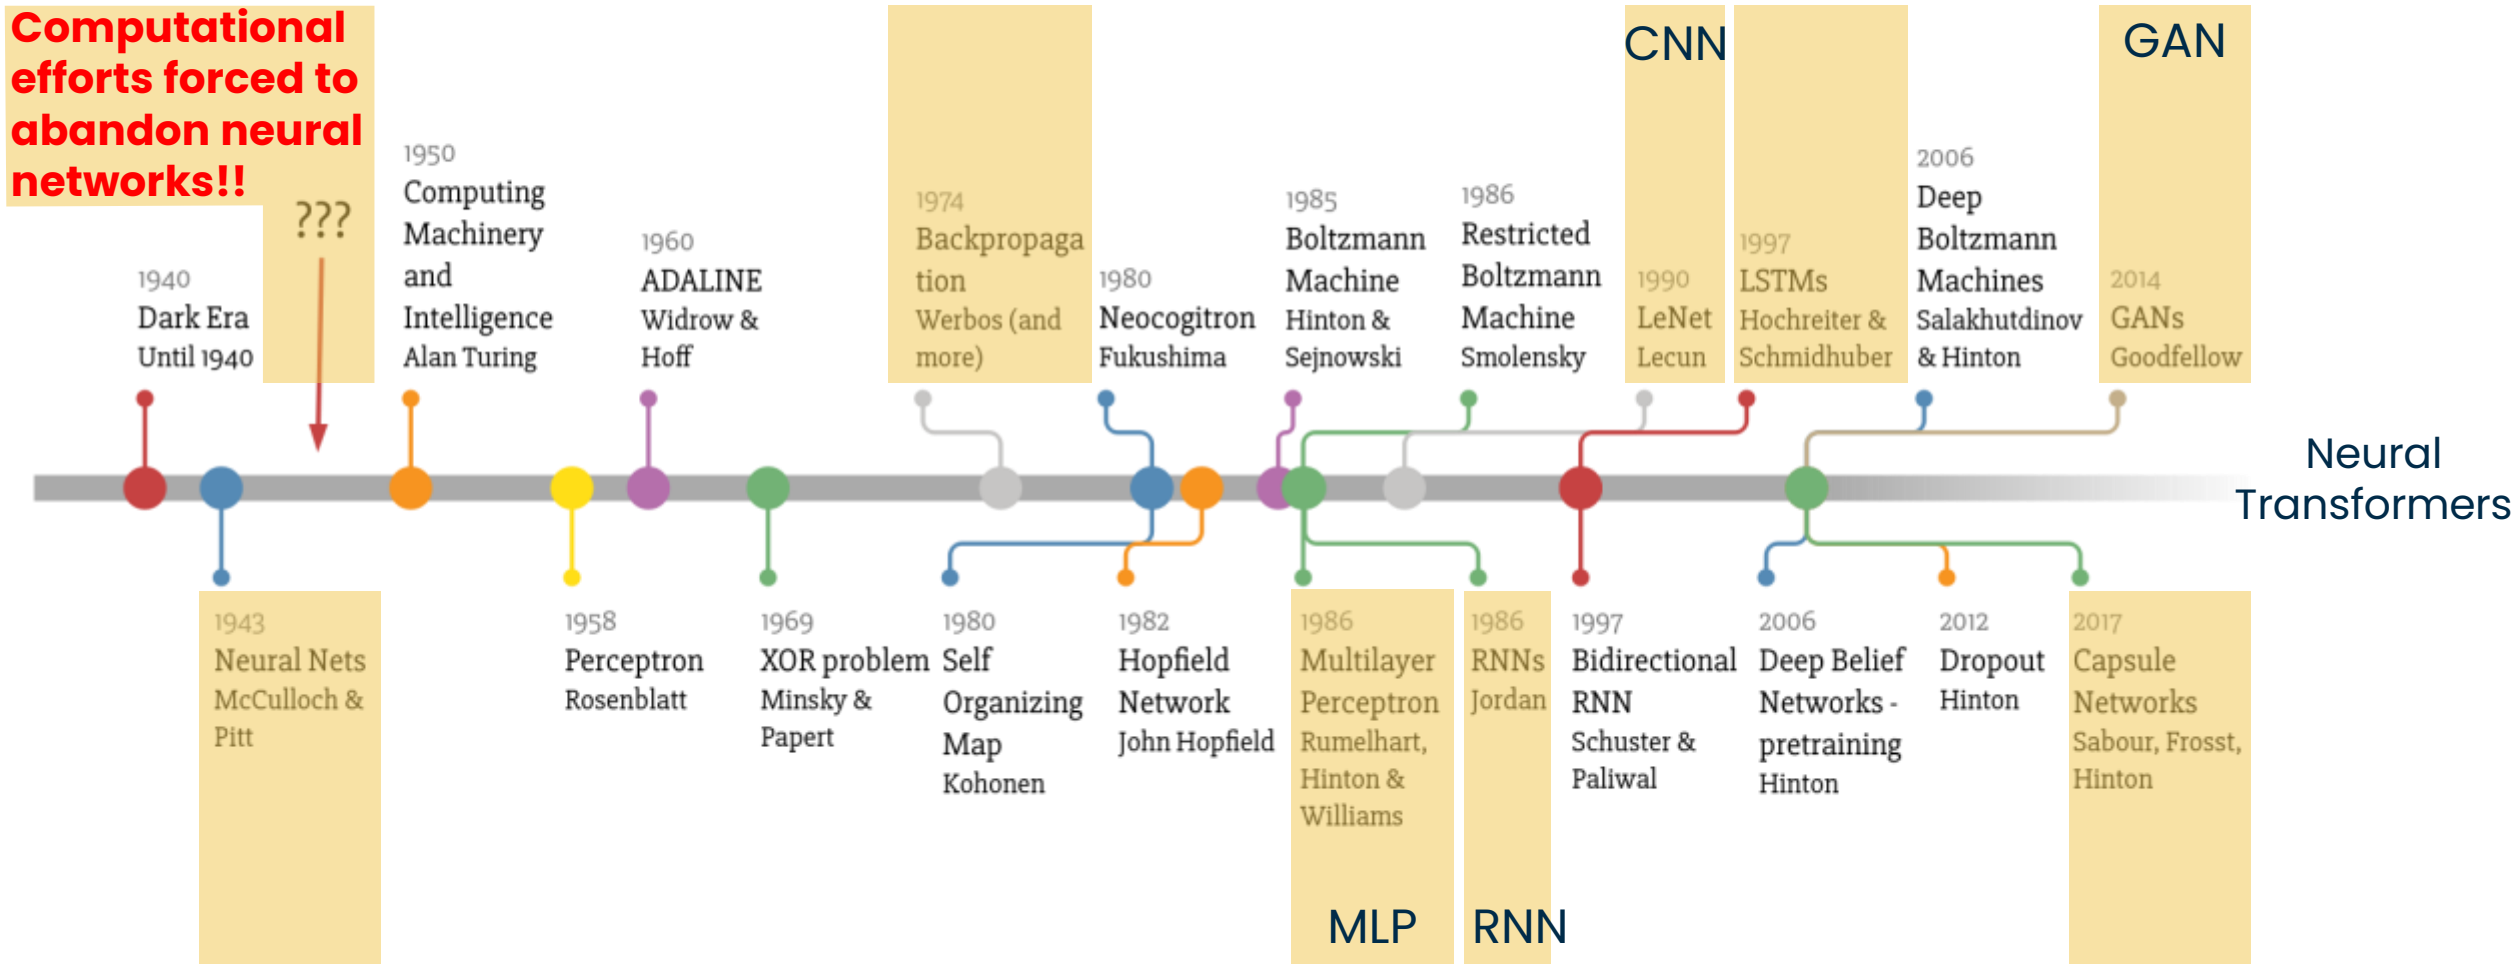 Computational
efforts forced to
abandon neural
networks!!
???
1940
Dark Era
Until 1940
1950
Computing
Machinery
and
Intelligence
Alan Turing
1960
ADALINE
Widrow &
Hoff
1974
Backpropaga
tion
Werbos (and
more)
1980
Neocogitron
Fukushima
1985
Boltzmann
Machine
Hinton &
Sejnowski
1986
Restricted
Boltzmann
Machine
Smolensky
CNN
1990
LeNet
Lecun
1997
LSTMs
Hochreiter &
Schmidhuber
2006
Deep
Boltzmann
Machines
Salakhutdinov
& Hinton
GAN
2014
GANs
Goodfellow
Neural
Transformers
1943
Neural Nets
McCulloch &
Pitt
1958
Perceptron
Rosenblatt
1969
XOR problem
Minsky &
Papert
1980
Self
Organizing
Map
Kohonen
1982
Hopfield
Network
John Hopfield
1986
Multilayer
Perceptron
Rumelhart,
Hinton &
Williams
MLP
1986
RNNs
Jordan
RNN
1997
Bidirectional
RNN
Schuster &
Paliwal
2006
Deep Belief
Networks -
pretraining
Hinton
2012
Dropout
Hinton
2017
Capsule
Networks
Sabour, Frosst,
Hinton